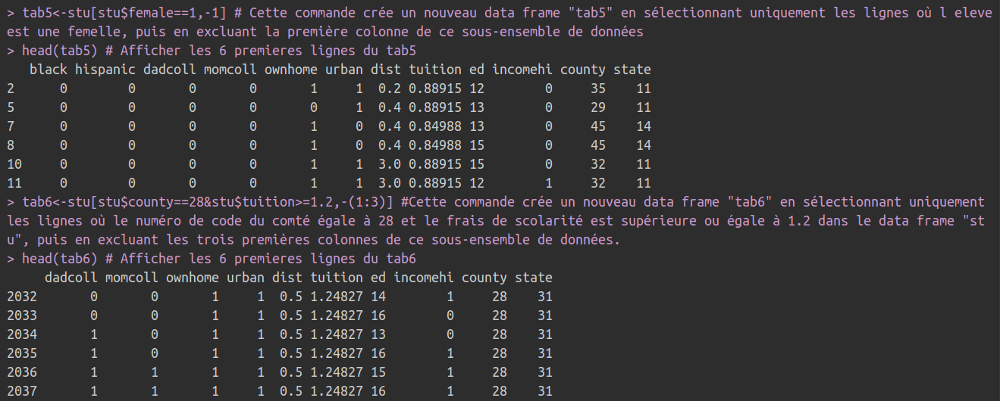 > tab5<-stu[stu$female==1,-1] # Cette commande crée un nouveau data frame "tab5" en sélectionnant uniquement les lignes où l eleve
est une femelle, puis en excluant la première colonne de ce sous-ensemble de données
> head(tab5) # Afficher les 6 premieres lignes du tab5
   black hispanic dadcoll momcoll ownhome urban dist tuition ed incomehi county state
2      0        0       0       0       1     1  0.2 0.88915 12        0     35    11
5      0        0       0       0       0     1  0.4 0.88915 13        0     29    11
7      0        0       0       0       1     0  0.4 0.84988 13        0     45    14
8      0        0       0       0       1     0  0.4 0.84988 15        0     45    14
10     0        0       0       0       1     1  3.0 0.88915 15        0     32    11
11     0        0       0       0       1     1  3.0 0.88915 12        1     32    11
> tab6<-stu[stu$county==28&stu$tuition>=1.2,-(1:3)] #Cette commande crée un nouveau data frame "tab6" en sélectionnant uniquement
les lignes où le numéro de code du comté égale à 28 et le frais de scolarité est supérieure ou égale à 1.2 dans le data frame "st
u", puis en excluant les trois premières colonnes de ce sous-ensemble de données.
> head(tab6) # Afficher les 6 premieres lignes du tab6
     dadcoll momcoll ownhome urban dist tuition ed incomehi county state
2032       0       0       1     1  0.5 1.24827 14        1     28    31
2033       0       0       1     1  0.5 1.24827 16        0     28    31
2034       1       0       1     1  0.5 1.24827 13        0     28    31
2035       1       0       1     1  0.5 1.24827 16        1     28    31
2036       1       1       1     1  0.5 1.24827 15        1     28    31
2037       1       1       1     1  0.5 1.24827 16        1     28    31